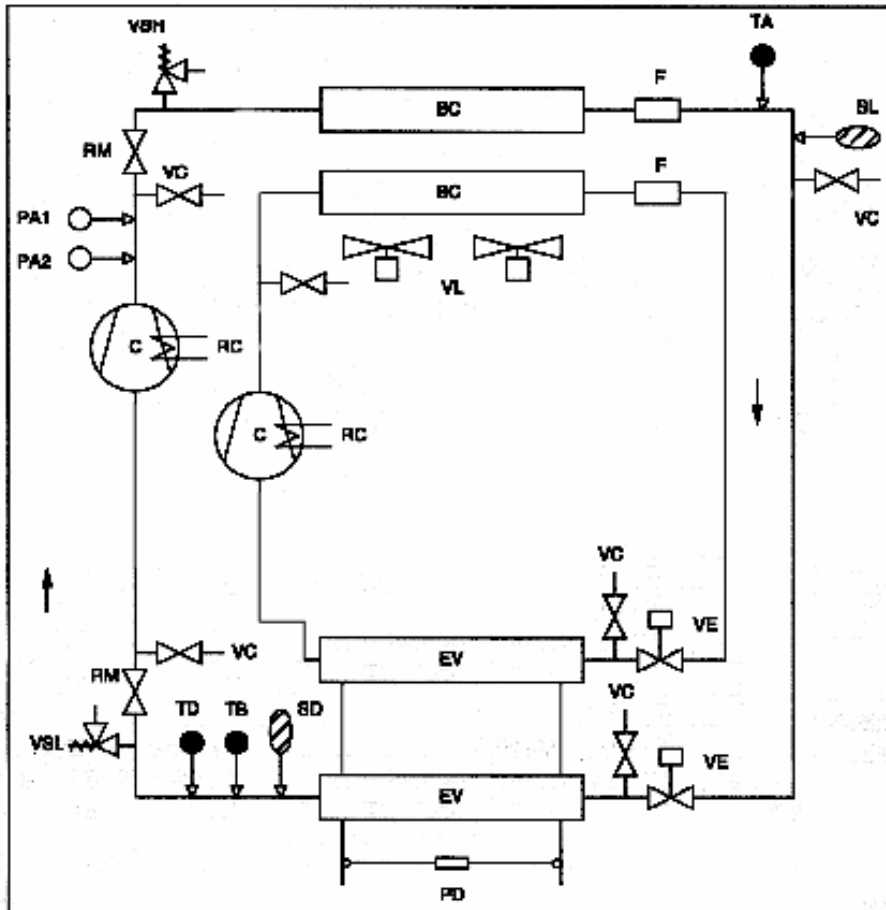 VSH
TA
F
BC
SL
RM
VC
F
BC
VC
PA1
PA2
VL
C
RC
C
RC
VC
VE
EV
VC
RM
VC
TD
TB
SD
VSL
VE
EV
PD